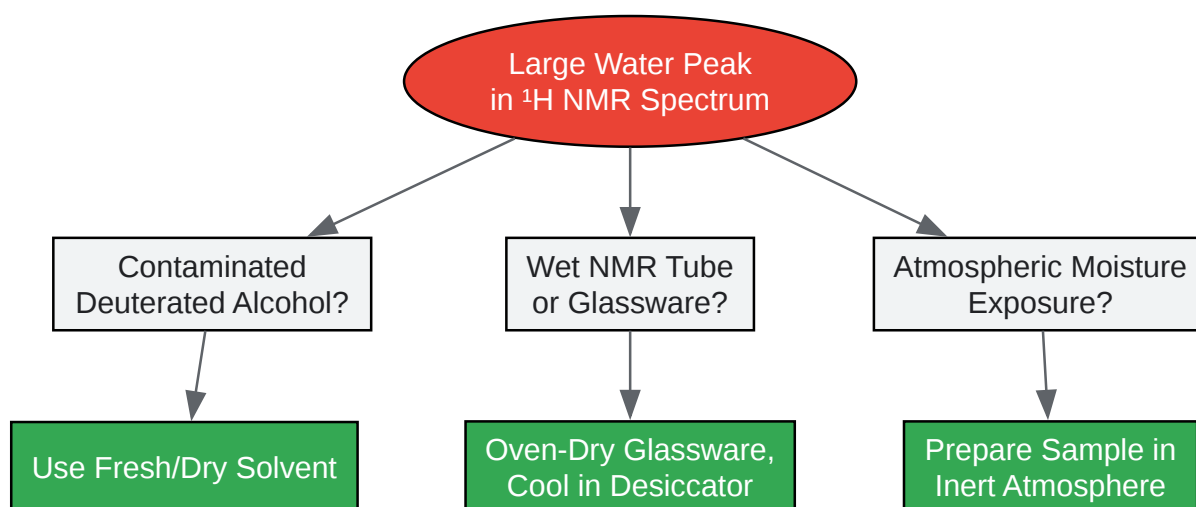 Large Water Peak
in ¹H NMR Spectrum
Contaminated
Deuterated Alcohol?
Wet NMR Tube
or Glassware?
Atmospheric Moisture
Exposure?
Use Fresh/Dry Solvent
Oven-Dry Glassware,
Cool in Desiccator
Prepare Sample in
Inert Atmosphere